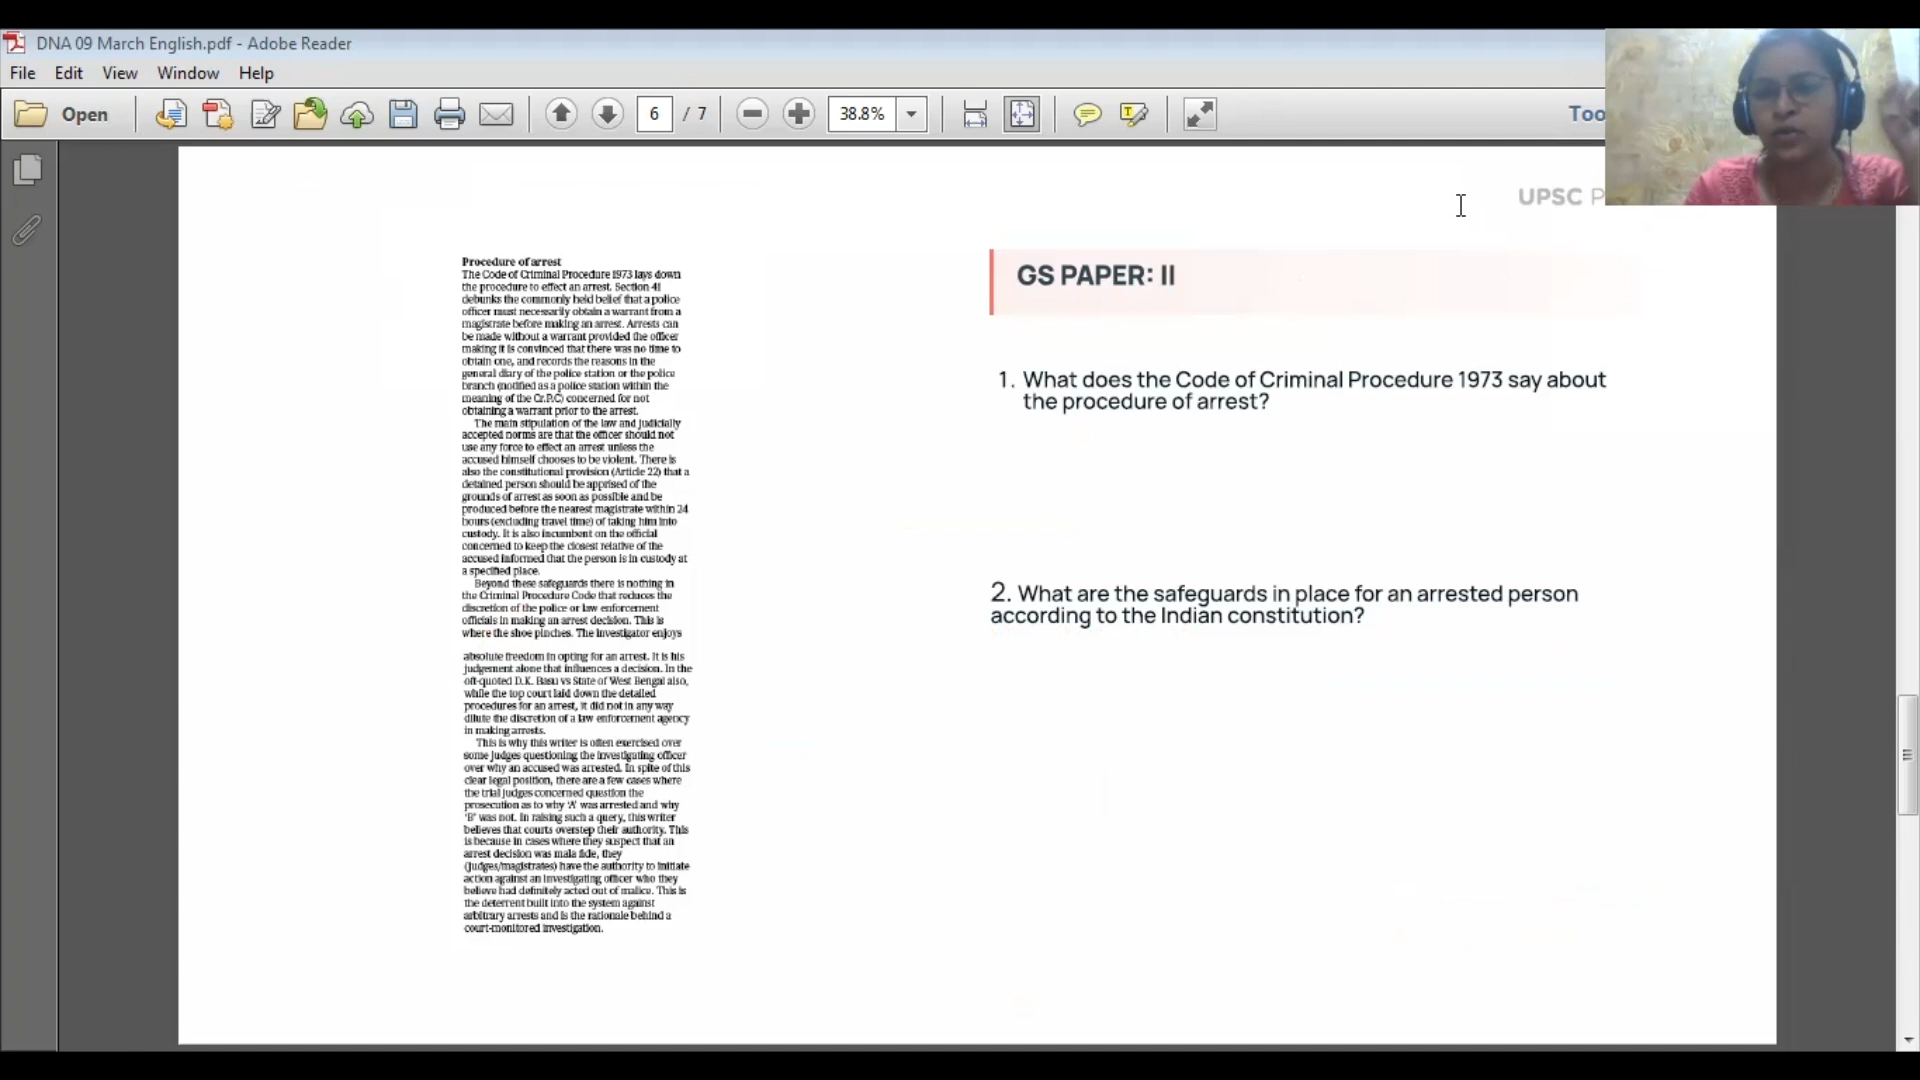 DNA 09 March English.pdf - Adobe Reader
File Edit View Window Help
Open 6 / 7 38.8% Too
UPSC P
Procedure of arrest
The Code of Criminal Procedure 1973 lays down
the procedure to effect an arrest. Section 41
debunks the commonly held belief that a police
officer must necessarily obtain a warrant from a
magistrate before making an arrest. Arrests can
be made without a warrant provided the officer
making it is convinced that there was no time to
obtain one, and records the reasons in the
general diary of the police station or the police
branch (notified as a police station within the
meaning of the Cr.P.C) concerned for not
obtaining a warrant prior to the arrest.
The main stipulation of the law and judicially
accepted norms are that the officer should not
use any force to effect an arrest unless the
accused himself chooses to be violent. There is
also the constitutional provision (Article 22) that a
detained person should be apprised of the
grounds of arrest as soon as possible and be
produced before the nearest magistrate within 24
hours (excluding travel time) of taking him into
custody. It is also incumbent on the official
concerned to keep the closest relative of the
accused informed that the person is in custody at
a specified place.
Beyond these safeguards there is nothing in
the Criminal Procedure Code that reduces the
discretion of the police or law enforcement
officials in making an arrest decision. This is
where the shoe pinches. The investigator enjoys
absolute freedom in opting for an arrest. It is his
judgement alone that influences a decision. In the
oft-quoted D.K. Basu vs State of West Bengal also,
while the top court laid down the detailed
procedures for an arrest, it did not in any way
dilute the discretion of a law enforcement agency
in making arrests.
This is why this writer is often exercised over
some judges questioning the investigating officer
over why an accused was arrested. In spite of this
clear legal position, there are a few cases where
the trial judges concerned question the
prosecution as to why ‘A’ was arrested and why
‘B’ was not. In raising such a query, this writer
believes that courts overstep their authority. This
is because in cases where they suspect that an
arrest decision was mala fide, they
(judges/magistrates) have the authority to initiate
action against an investigating officer who they
believe had definitely acted out of malice. This is
the deterrent built into the system against
arbitrary arrests and is the rationale behind a
court-monitored investigation.
GS PAPER: II
1. What does the Code of Criminal Procedure 1973 say about
the procedure of arrest?
2. What are the safeguards in place for an arrested person
according to the Indian constitution?